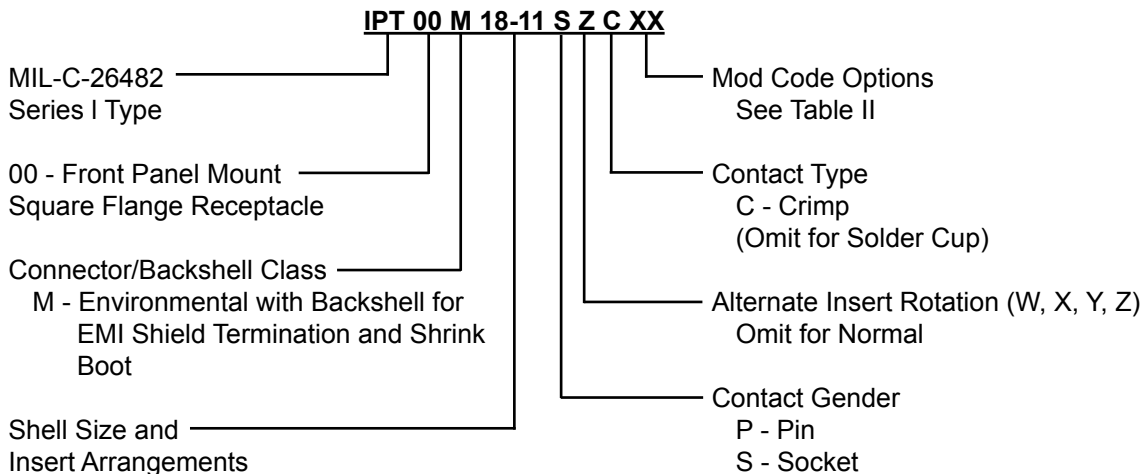 IPT 00 M 18-11 S Z C XX
MIL-C-26482
Series I Type
00 - Front Panel Mount
Square Flange Receptacle
Connector/Backshell Class
M - Environmental with Backshell for
EMI Shield Termination and Shrink
Boot
Shell Size and
Insert Arrangements
Mod Code Options
See Table II
Contact Type
C - Crimp
(Omit for Solder Cup)
Alternate Insert Rotation (W, X, Y, Z)
Omit for Normal
Contact Gender
P - Pin
S - Socket